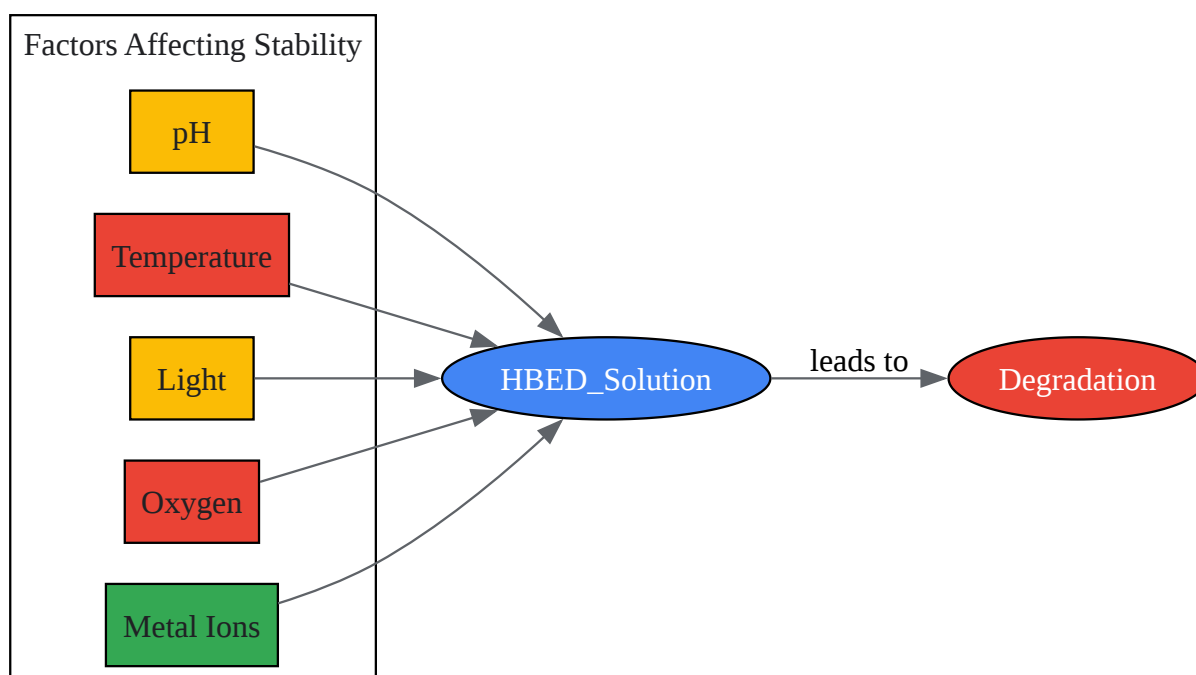 Factors Affecting Stability
pH
Temperature
Light
Oxygen
Metal Ions
HBED_Solution
leads to
Degradation